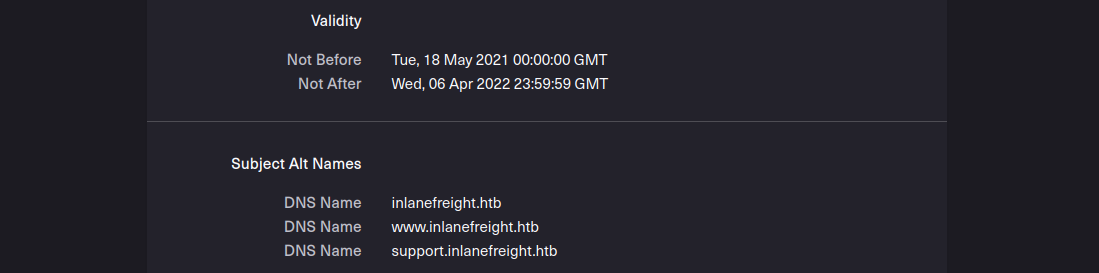 Validity
Not Before Tue, 18 May 2021 00:00:00 GMT
Not After Wed, 06 Apr 2022 23:59:59 GMT
Subject Alt Names
DNS Name inlanefreight.htb
DNS Name www.inlanefreight.htb
DNS Name support.inlanefreight.htb